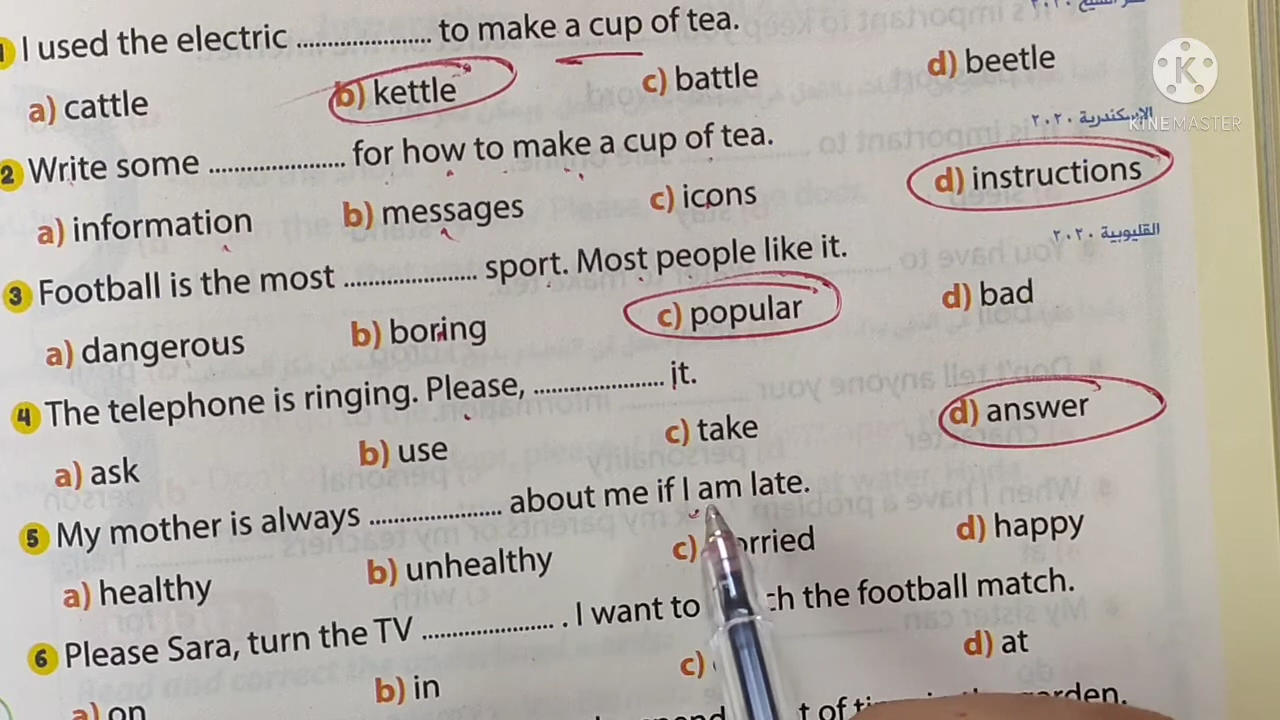 1 I used the electric ..................... to make a cup of tea.
a) cattle b) kettle c) battle d) beetle
الإسكندرية ٢٠٢٠
2 Write some ..................... for how to make a cup of tea.
a) information b) messages c) icons d) instructions
القليوبية ٢٠٢٠
3 Football is the most ..................... sport. Most people like it.
a) dangerous b) boring c) popular d) bad
4 The telephone is ringing. Please, ..................... it.
a) ask b) use c) take d) answer
5 My mother is always ..................... about me if I am late.
a) healthy b) unhealthy c) orried d) happy
6 Please Sara, turn the TV ..................... . I want to ch the football match.
a) on b) in c) d) at
t of garden.
K
KINEMASTER